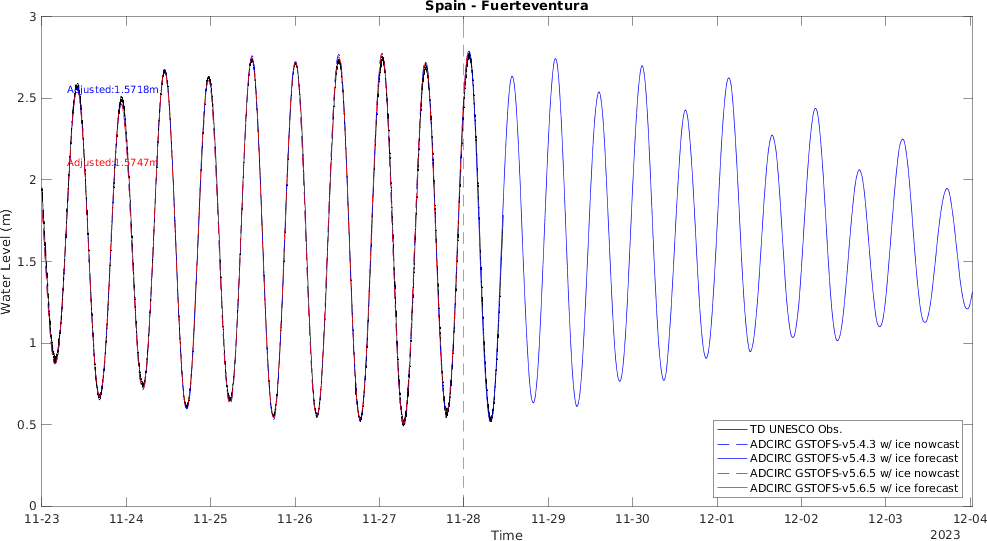 Spain - Fuerteventura
3
2.5
2
1.5
1
0.5
0
Water Level (m)
Adjusted:1.5718m
Adjusted:1.5747m
TD UNESCO Obs.
ADCIRC GSTOFS-v5.4.3 w/ ice nowcast
ADCIRC GSTOFS-v5.4.3 w/ ice forecast
ADCIRC GSTOFS-v5.6.5 w/ ice nowcast
ADCIRC GSTOFS-v5.6.5 w/ ice forecast
11-23 11-24 11-25 11-26 11-27 11-28 11-29 11-30 12-01 12-02 12-03 12-04
Time
2023